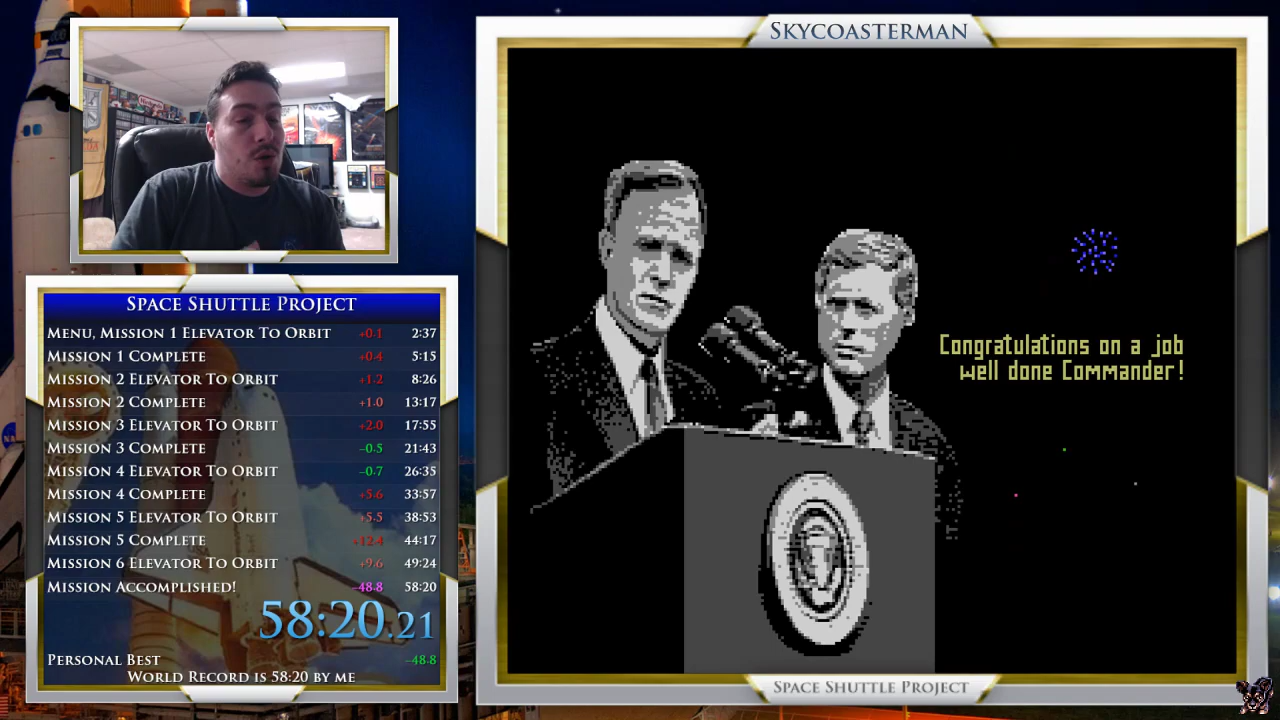 Skycoasterman
Space Shuttle Project
Menu, Mission 1 Elevator To Orbit +0.1 2:37
Mission 1 Complete +0.4 5:15
Mission 2 Elevator To Orbit +1.2 8:26
Mission 2 Complete +1.0 13:17
Mission 3 Elevator To Orbit +2.0 17:55
Mission 3 Complete -0.5 21:43
Mission 4 Elevator To Orbit -0.7 26:35
Mission 4 Complete +5.6 33:57
Mission 5 Elevator To Orbit +5.5 38:53
Mission 5 Complete +12.4 44:17
Mission 6 Elevator To Orbit +9.6 49:24
Mission Accomplished! -48.8 58:20
58:20.21
Personal Best -48.8
World Record is 58:20 by me
Congratulations on a job
well done Commander!
Space Shuttle Project